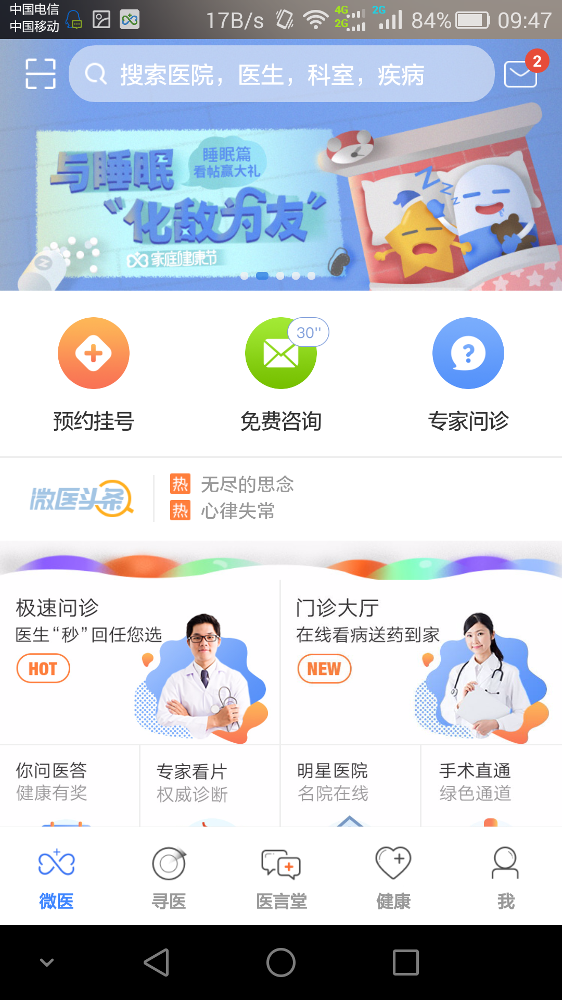 中国电信
中国移动
17B/s
4G
2G
2G
84%
09:47
搜索医院，医生，科室，疾病
2
与睡眠
睡眠篇
看帖赢大礼
“化敌为友”
家庭健康节
30''
预约挂号
免费咨询
专家问诊
微医头条
热 无尽的思念
热 心律失常
极速问诊
医生“秒”回任您选
HOT
门诊大厅
在线看病送药到家
NEW
你问医答
健康有奖
专家看片
权威诊断
明星医院
名院在线
手术直通
绿色通道
微医
寻医
医言堂
健康
我